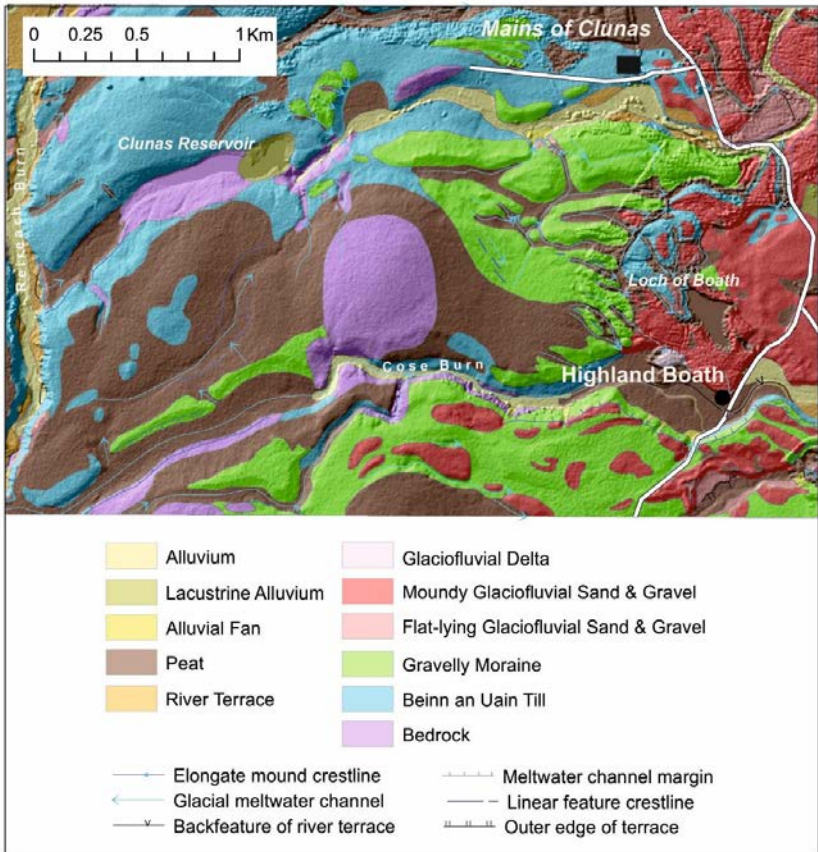 0 0.25 0.5 1Km
Mains of Clunas
Clunas Reservoir
Reireach Burn
Loch of Boath
Cose Burn
Highland Boath
Alluvium
Lacustrine Alluvium
Alluvial Fan
Peat
River Terrace
Glaciofluvial Delta
Moundy Glaciofluvial Sand & Gravel
Flat-lying Glaciofluvial Sand & Gravel
Gravelly Moraine
Beinn an Uain Till
Bedrock
Elongate mound crestline
Glacial meltwater channel
Backfeature of river terrace
Meltwater channel margin
Linear feature crestline
Outer edge of terrace